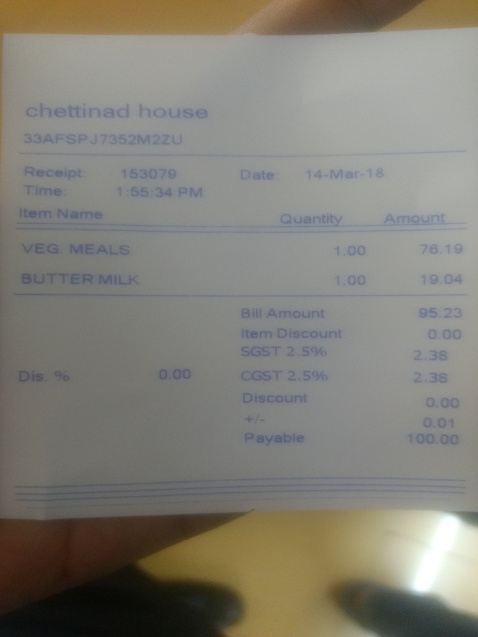 chettinad house
33AFSPJ7352M2ZU
Receipt: 153079 Date: 14-Mar-18
Time: 1:55:34 PM
Item Name Quantity Amount
VEG. MEALS 1.00 76.19
BUTTER MILK 1.00 19.04
Bill Amount 95.23
Item Discount 0.00
SGST 2.5% 2.38
Dis. % 0.00 CGST 2.5% 2.38
Discount 0.00
+/- 0.01
Payable 100.00